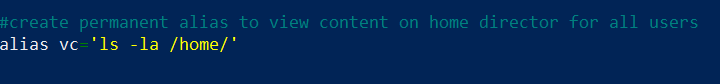 #create permanent alias to view content on home director for all users
alias vc='ls -la /home/'